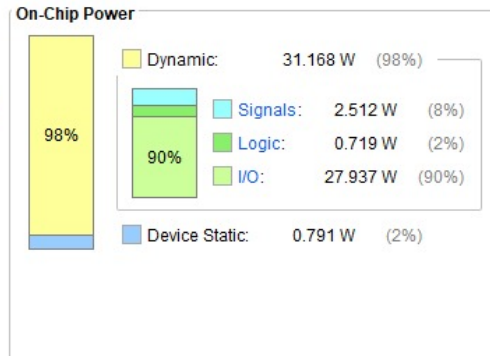 On-Chip Power
Dynamic: 31.168 W (98%)
98%
90%
Signals: 2.512 W (8%)
Logic: 0.719 W (2%)
I/O: 27.937 W (90%)
Device Static: 0.791 W (2%)